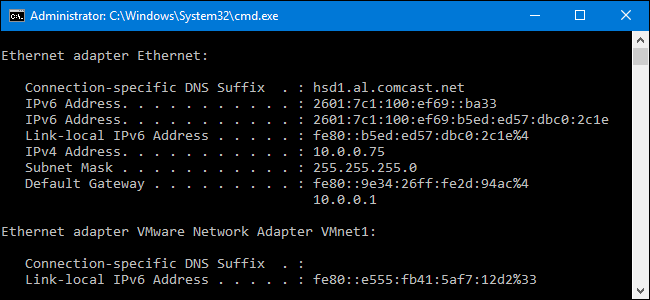 Administrator: C:\Windows\System32\cmd.exe
Ethernet adapter Ethernet:
Connection-specific DNS Suffix  . : hsd1.al.comcast.net
IPv6 Address. . . . . . . . . . . : 2601:7c1:100:ef69::ba33
IPv6 Address. . . . . . . . . . . : 2601:7c1:100:ef69:b5ed:ed57:dbc0:2c1e
Link-local IPv6 Address . . . . . : fe80::b5ed:ed57:dbc0:2c1e%4
IPv4 Address. . . . . . . . . . . : 10.0.0.75
Subnet Mask . . . . . . . . . . . : 255.255.255.0
Default Gateway . . . . . . . . . : fe80::9e34:26ff:fe2d:94ac%4
10.0.0.1
Ethernet adapter VMware Network Adapter VMnet1:
Connection-specific DNS Suffix  . :
Link-local IPv6 Address . . . . . : fe80::e555:fb41:5af7:12d2%33